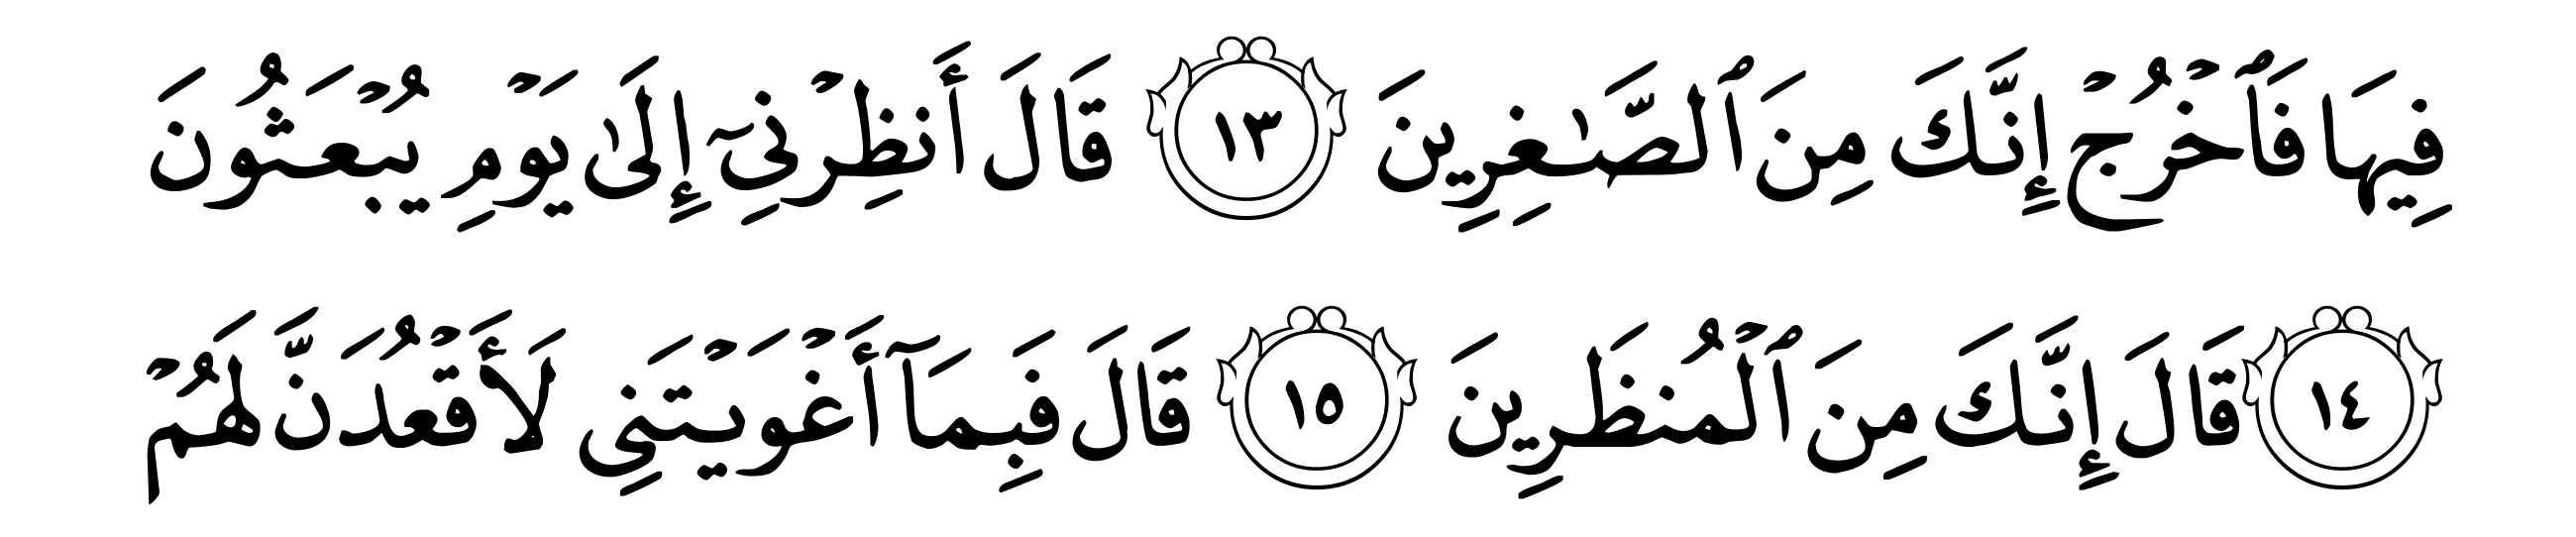 فِيهَا فَٱخۡرُجۡ إِنَّكَ مِنَ ٱلصَّٰغِرِينَ ١٣ قَالَ أَنظِرۡنِيٓ إِلَىٰ يَوۡمِ يُبۡعَثُونَ
١٤ قَالَ إِنَّكَ مِنَ ٱلۡمُنظَرِينَ ١٥ قَالَ فَبِمَآ أَغۡوَيۡتَنِي لَأَقۡعُدَنَّ لَهُمۡ